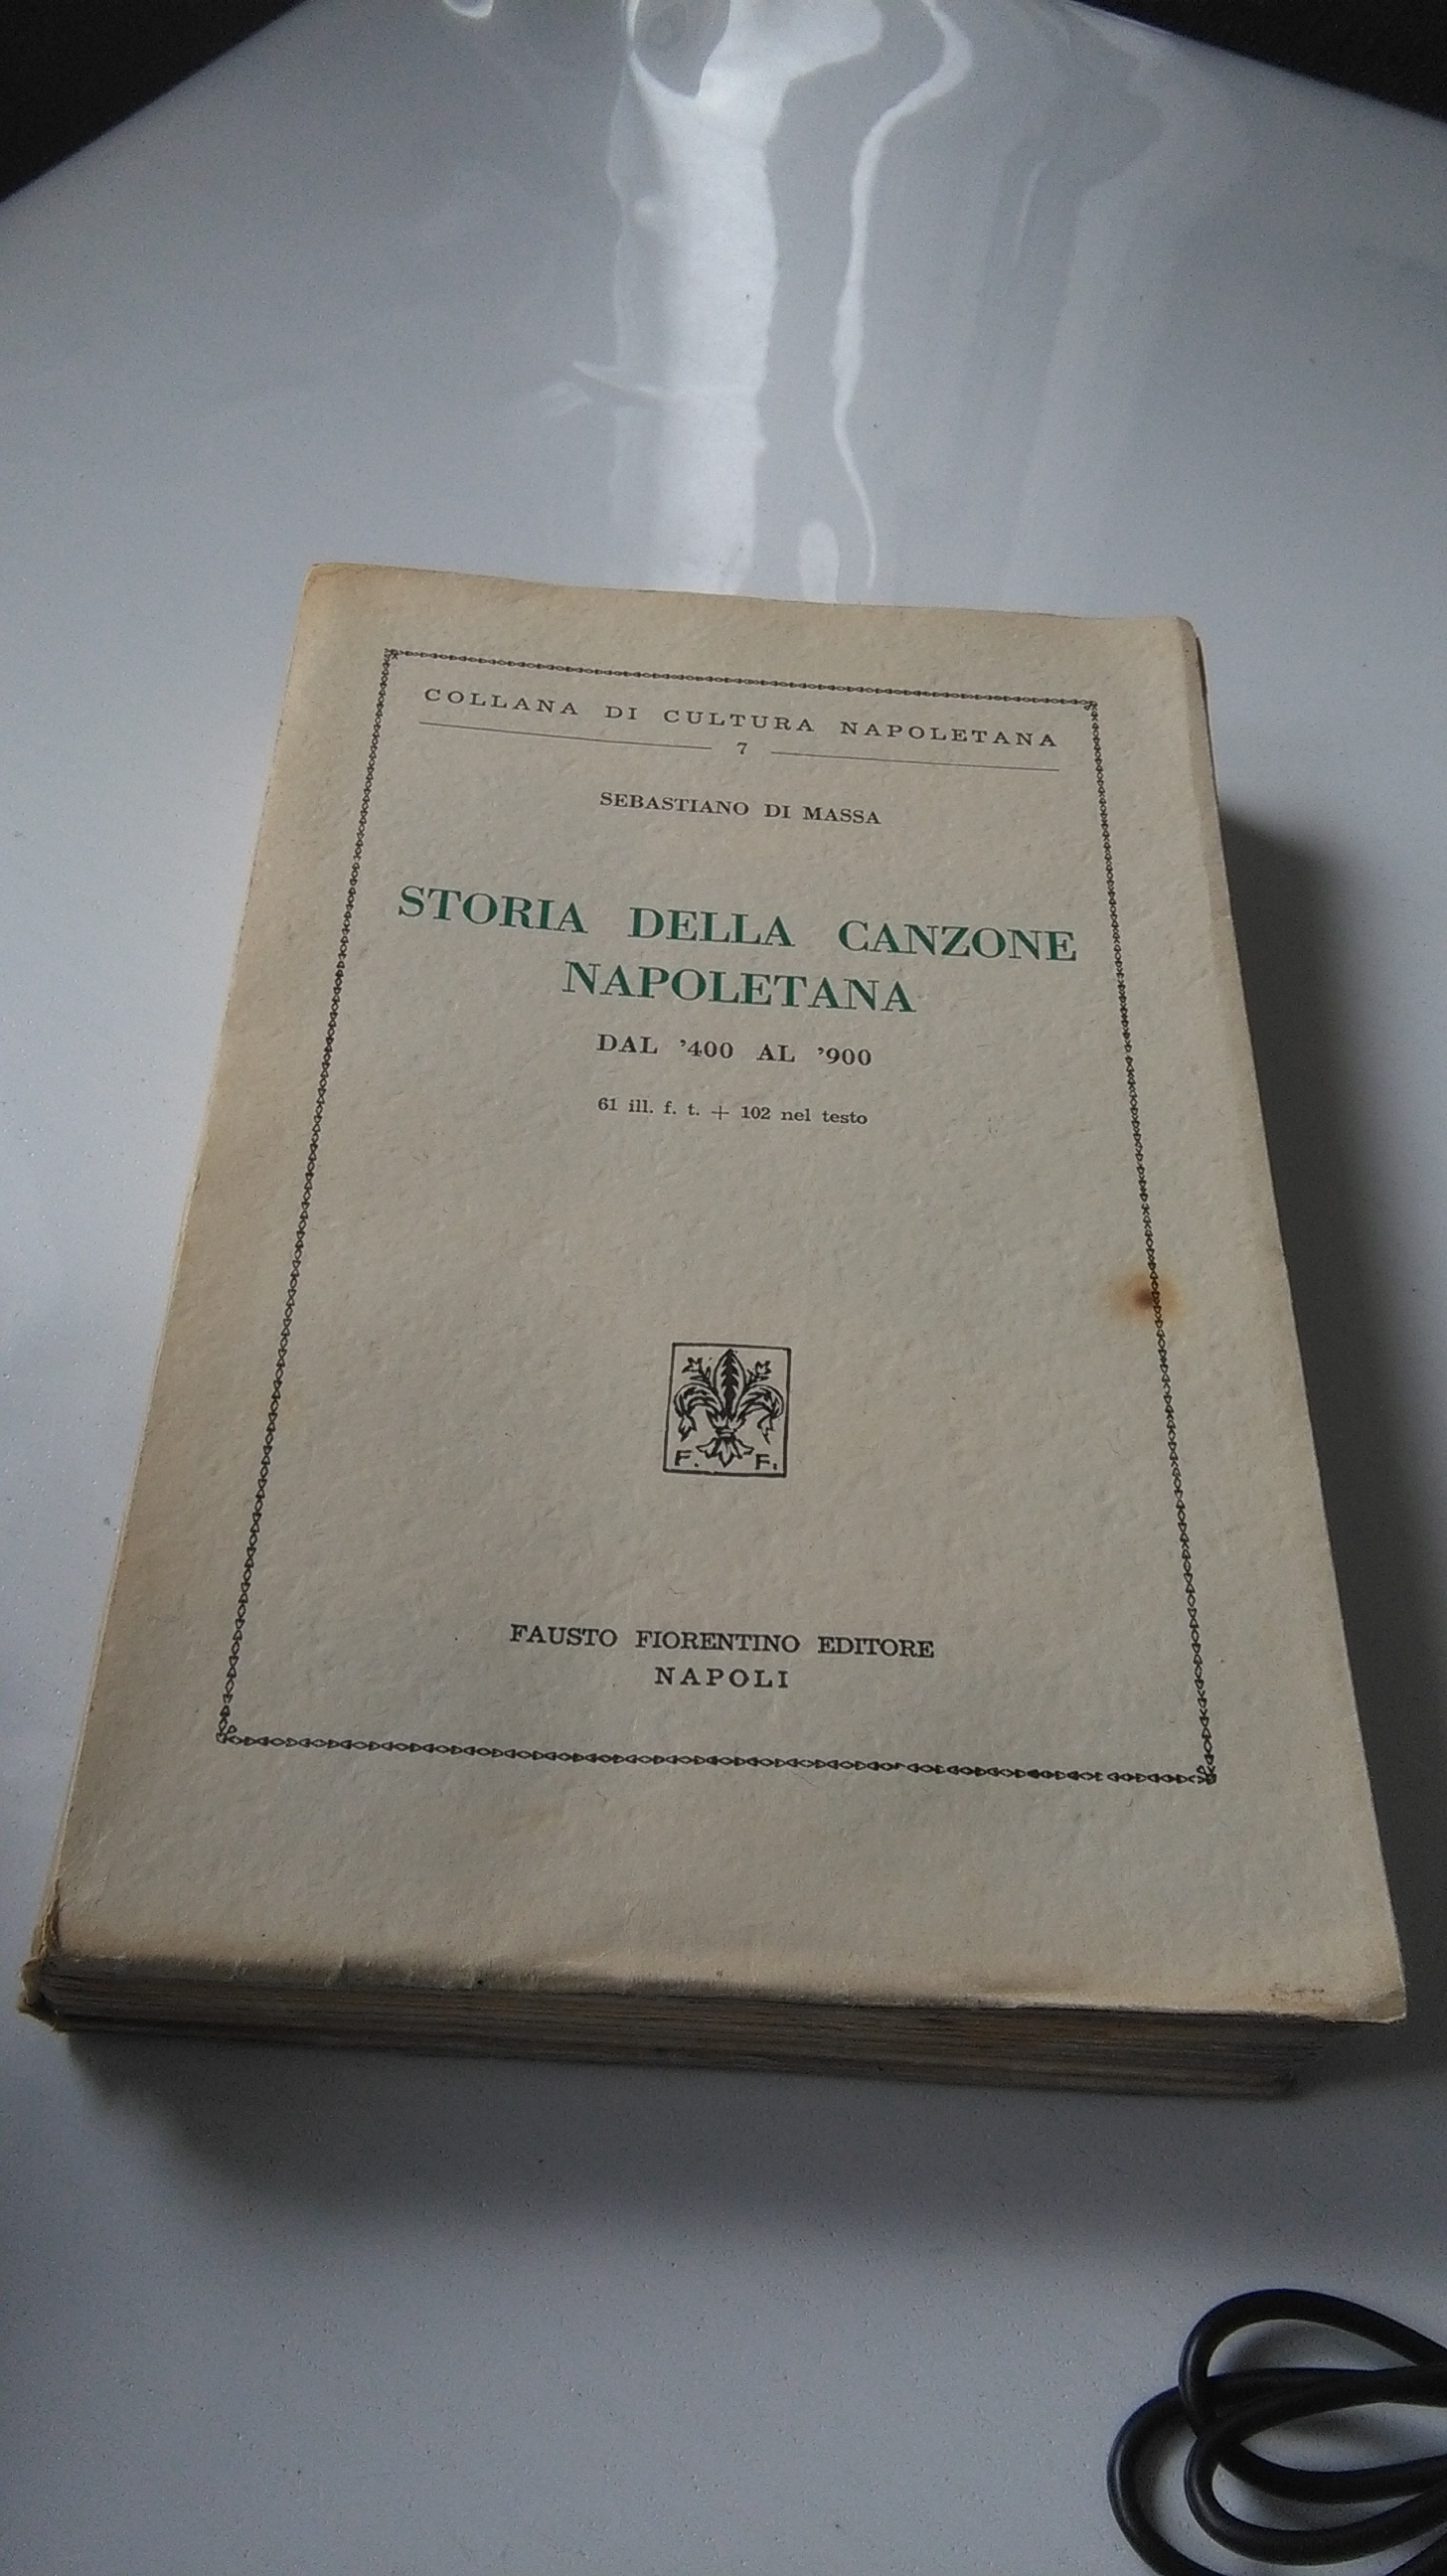 COLLANA DI CULTURA NAPOLETANA
7
SEBASTIANO DI MASSA
STORIA DELLA CANZONE
NAPOLETANA
DAL '400 AL '900
61 ill. f. t. + 102 nel testo
F. F.
FAUSTO FIORENTINO EDITORE
NAPOLI